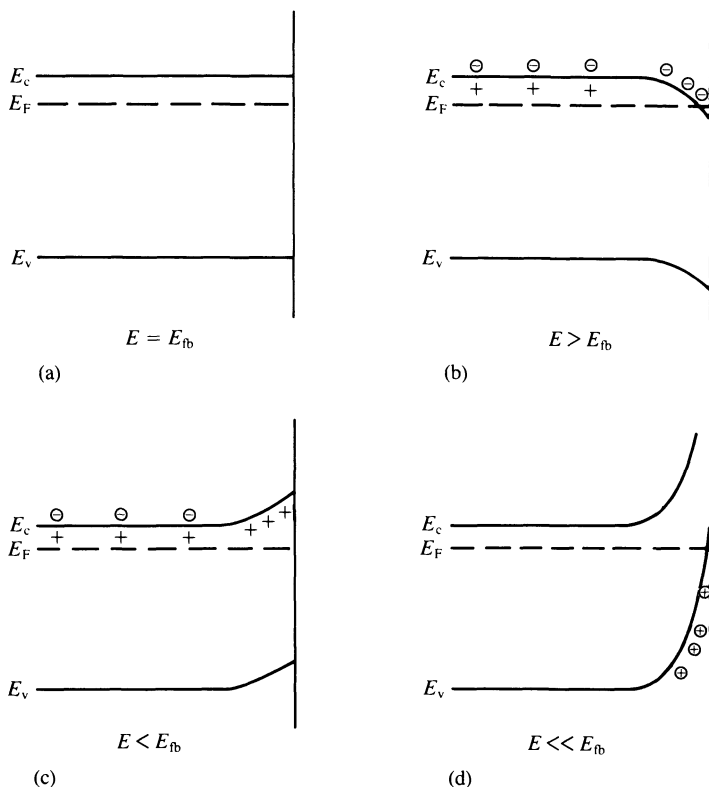 E_c
E_F
E_v
E = E_fb
(a)
⊖ ⊖ ⊖ ⊖ ⊖ ⊖ ⊖
E_c
+ + +
E_F
E_v
E > E_fb
(b)
⊖ ⊖ ⊖
E_c
+ + + + + +
E_F
E_v
E < E_fb
(c)
E_c
E_F
⊕ ⊕ ⊕ ⊕
E_v
E << E_fb
(d)